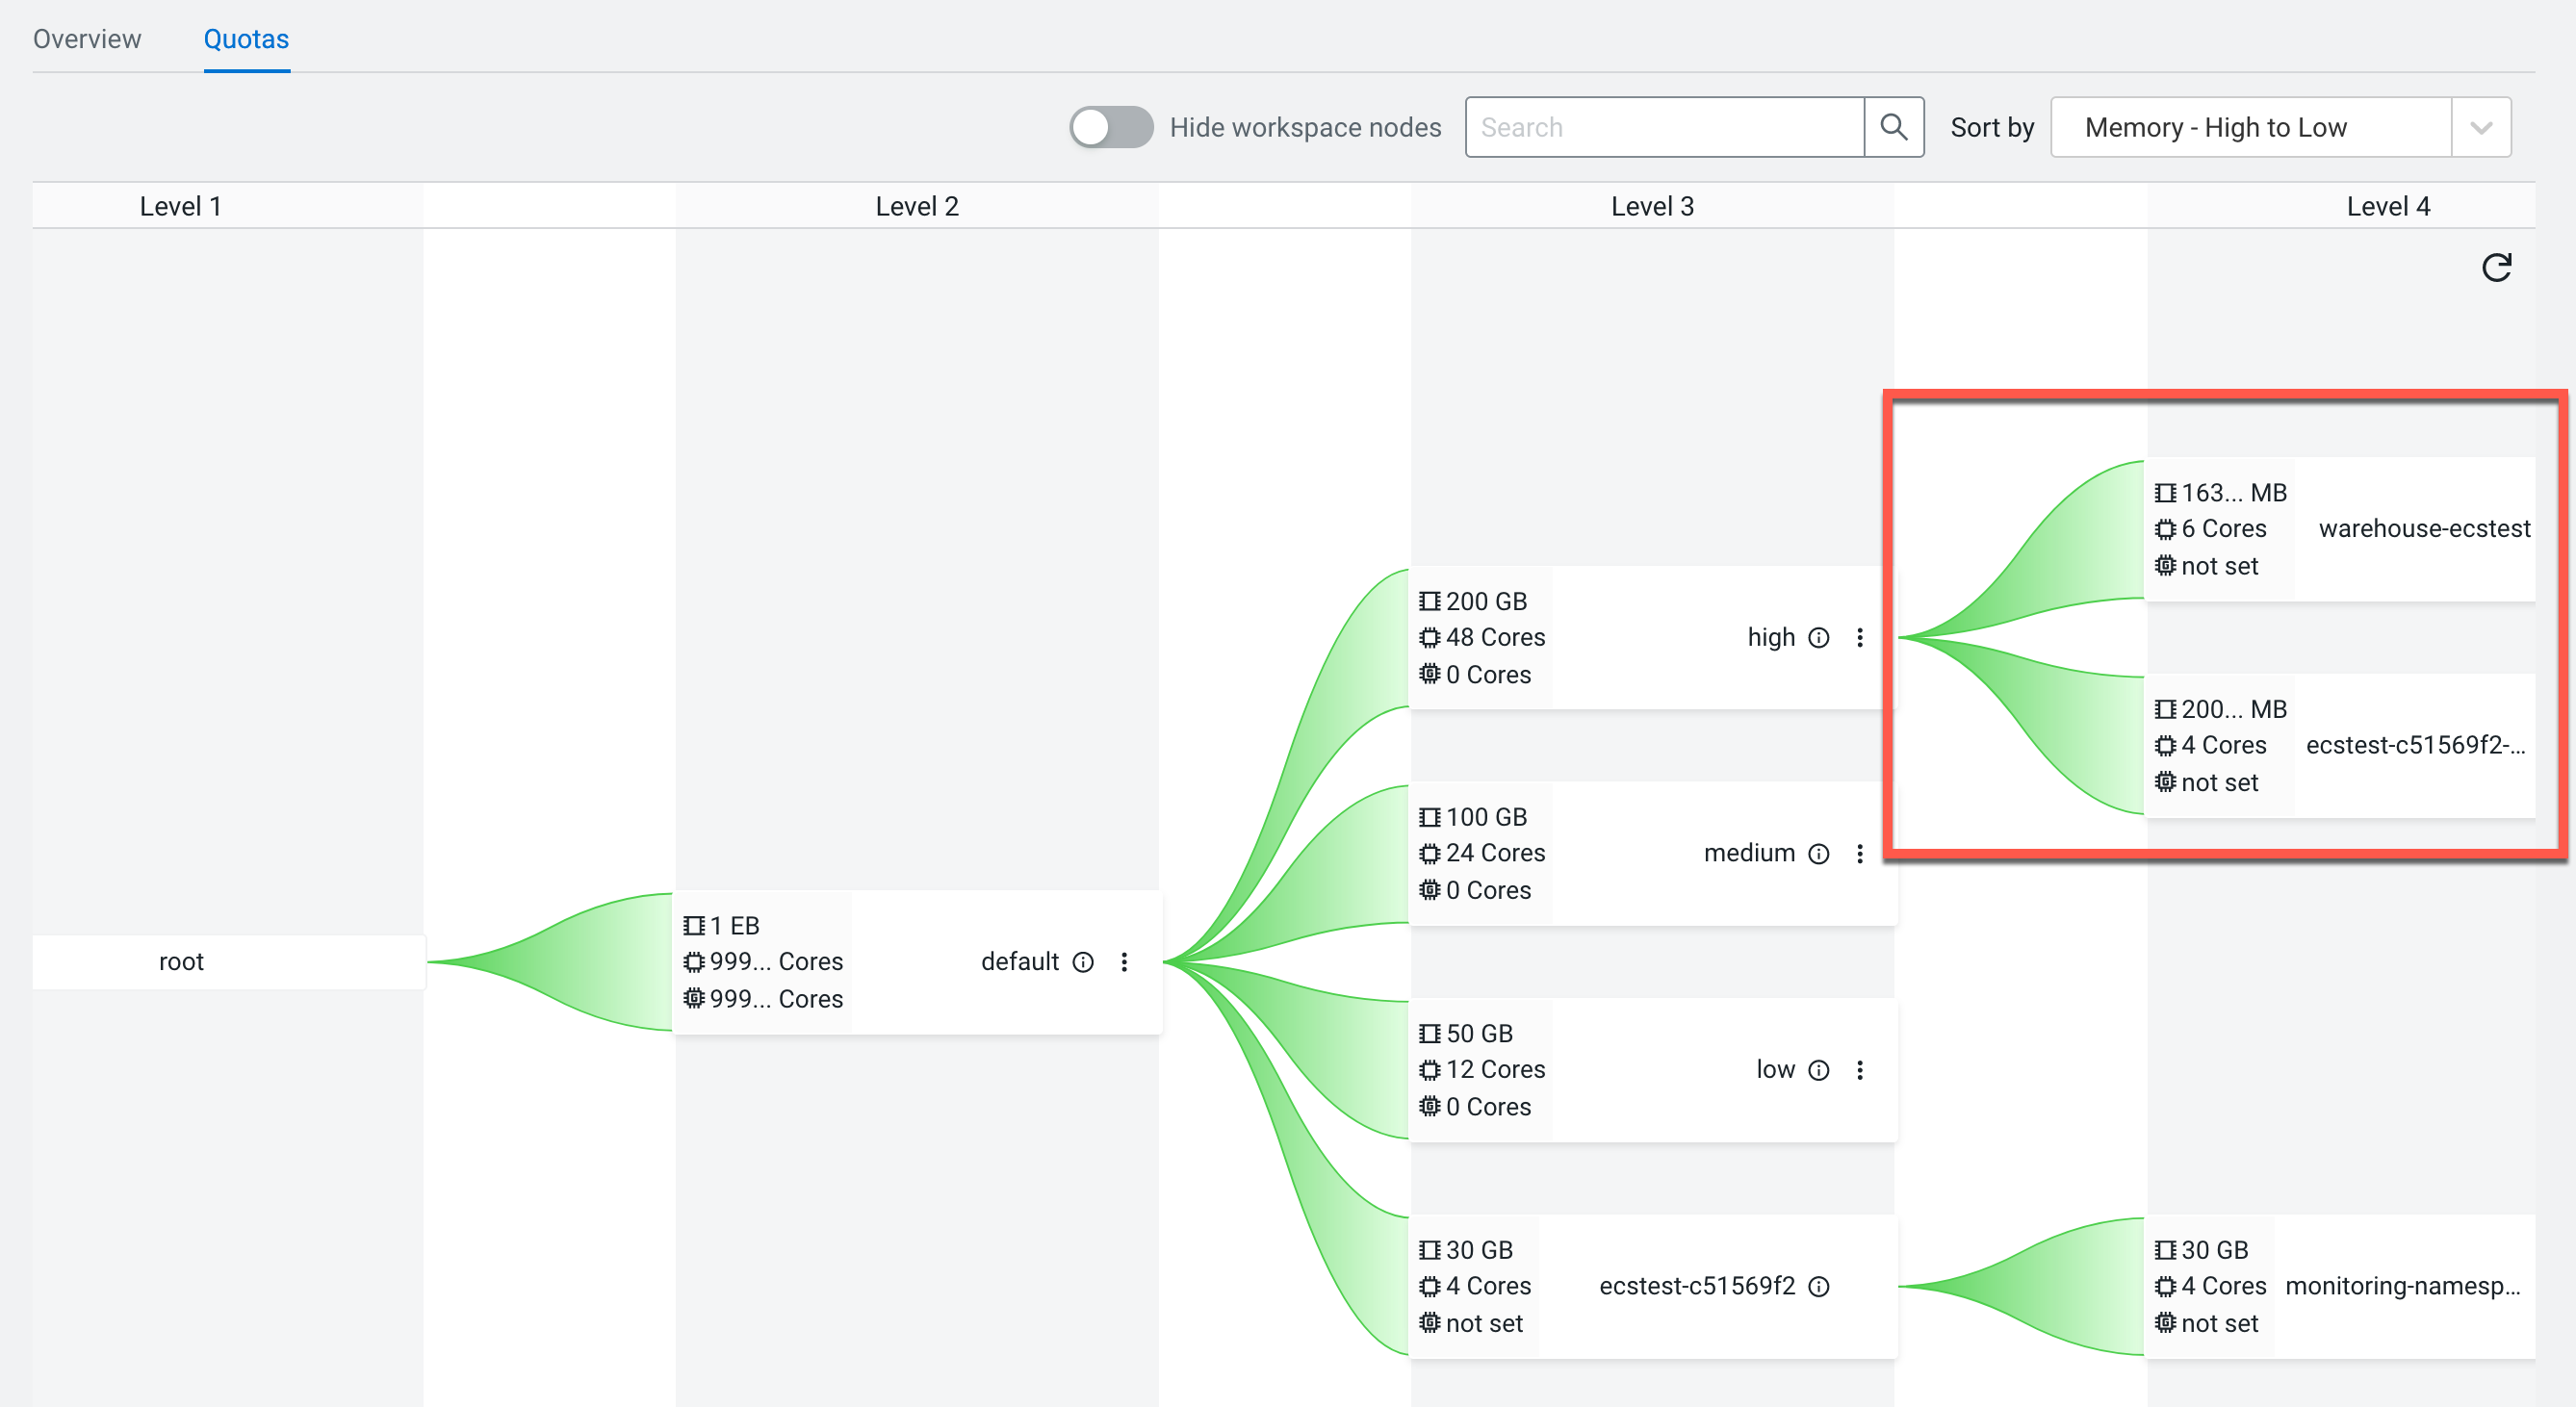 Overview
Quotas
Hide workspace nodes
Search
Sort by
Memory - High to Low
Level 1
Level 2
Level 3
Level 4
root
1 EB
999... Cores
999... Cores
default
200 GB
48 Cores
0 Cores
high
100 GB
24 Cores
0 Cores
medium
50 GB
12 Cores
0 Cores
low
30 GB
4 Cores
not set
ecstest-c51569f2
163... MB
6 Cores
not set
warehouse-ecstest
200... MB
4 Cores
not set
ecstest-c51569f2-...
30 GB
4 Cores
not set
monitoring-namesp...